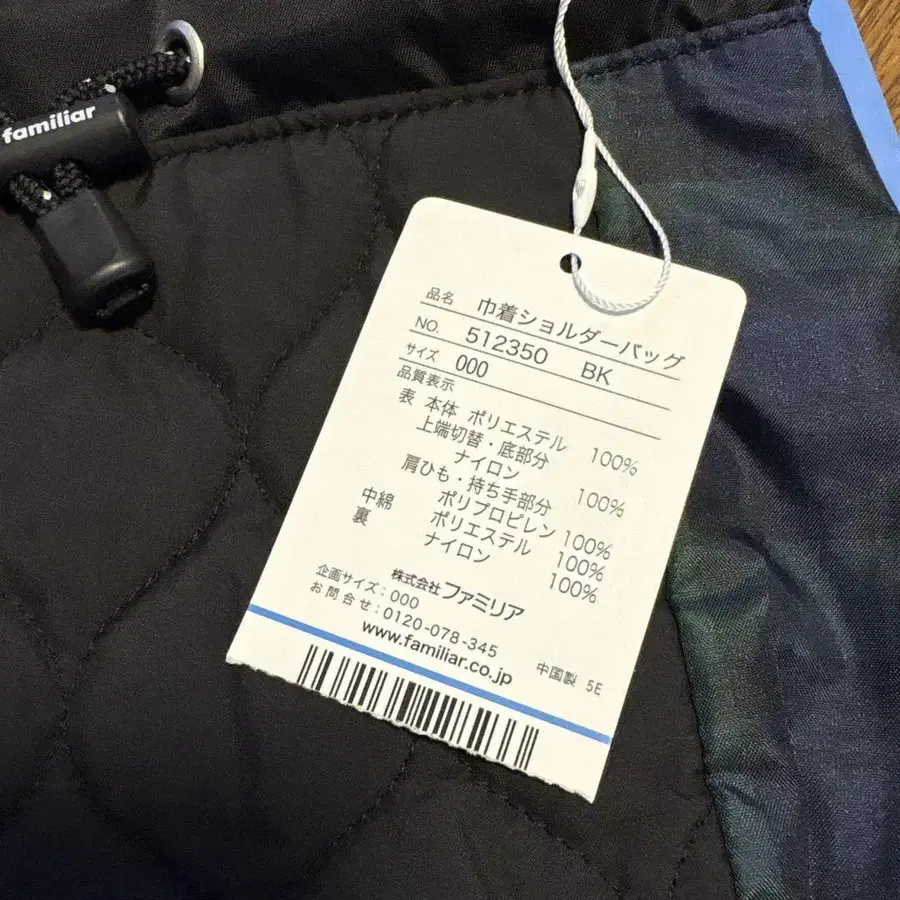 familiar
品名 巾着ショルダーバッグ
NO. 512350 BK
サイズ 000
品質表示
表 本体 ポリエステル 100%
上端切替・底部分
ナイロン 100%
肩ひも・持ち手部分
ポリプロピレン 100%
中綿 ポリエステル 100%
裏 ナイロン 100%
株式会社 ファミリア
企画サイズ：000
お問合せ：0120-078-345
www.familiar.co.jp
中国製 5E